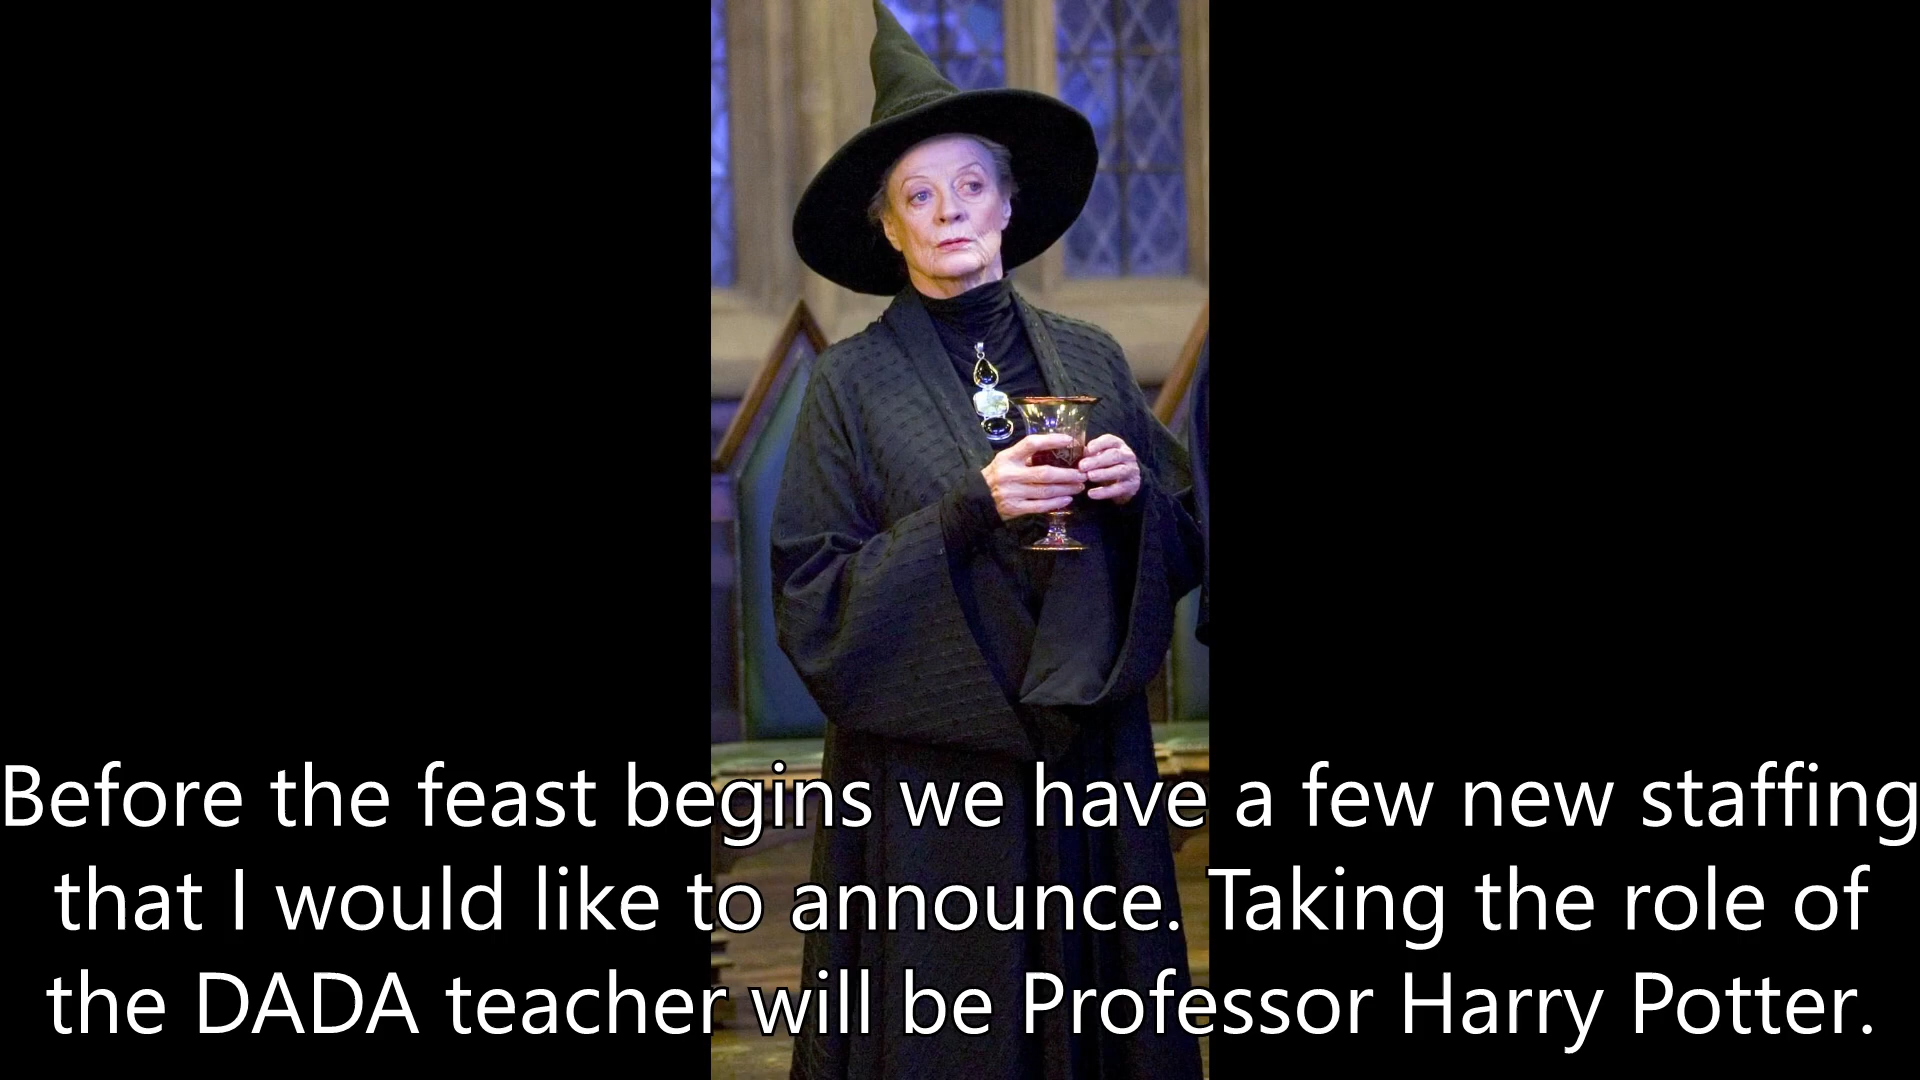 Before the feast begins we have a few new staffing
that I would like to announce. Taking the role of
the DADA teacher will be Professor Harry Potter.